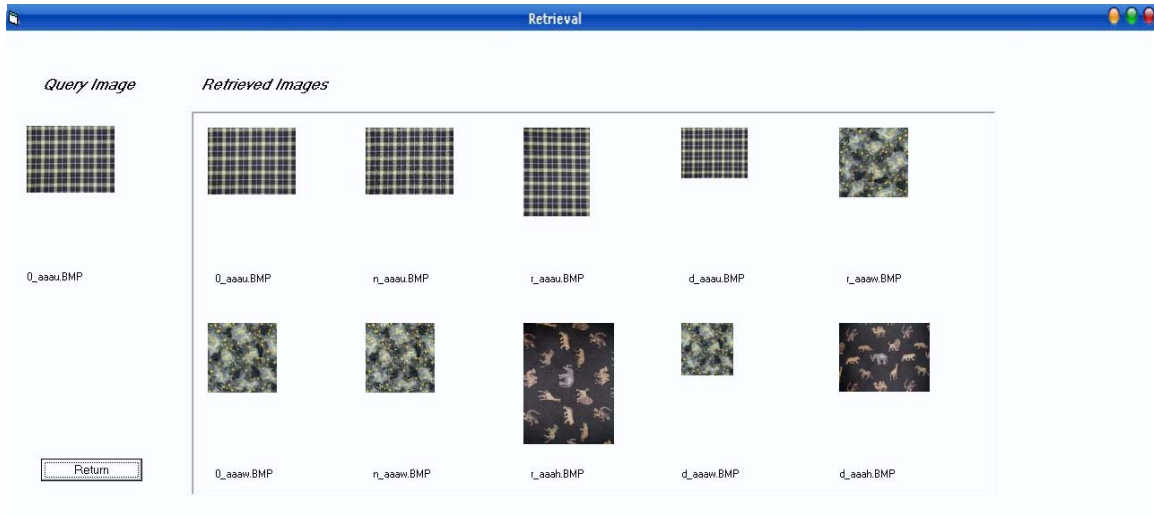 Retrieval
Query Image
Retrieved Images
0_aaau.BMP
0_aaau.BMP
n_aaau.BMP
r_aaau.BMP
d_aaau.BMP
r_aaaw.BMP
0_aaaw.BMP
n_aaaw.BMP
r_aaah.BMP
d_aaaw.BMP
d_aaah.BMP
Return